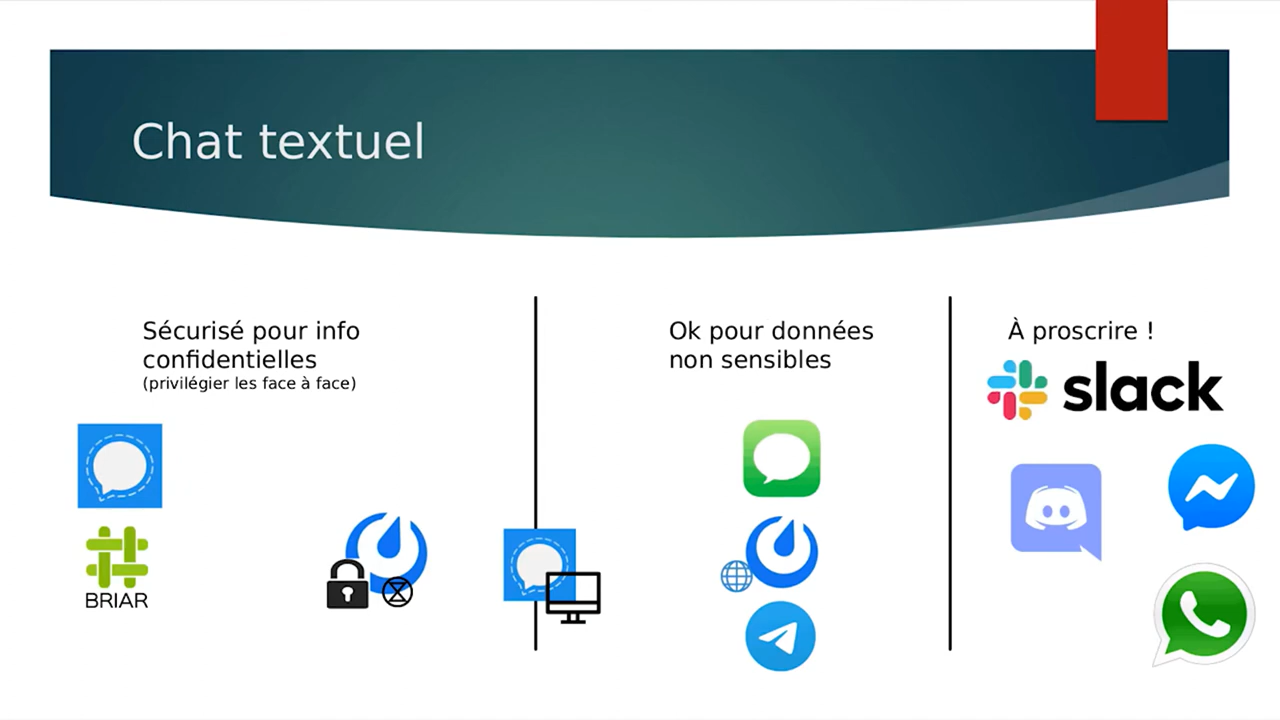 Chat textuel
Sécurisé pour info
confidentielles
(privilégier les face à face)
BRIAR
Ok pour données
non sensibles
À proscrire !
slack